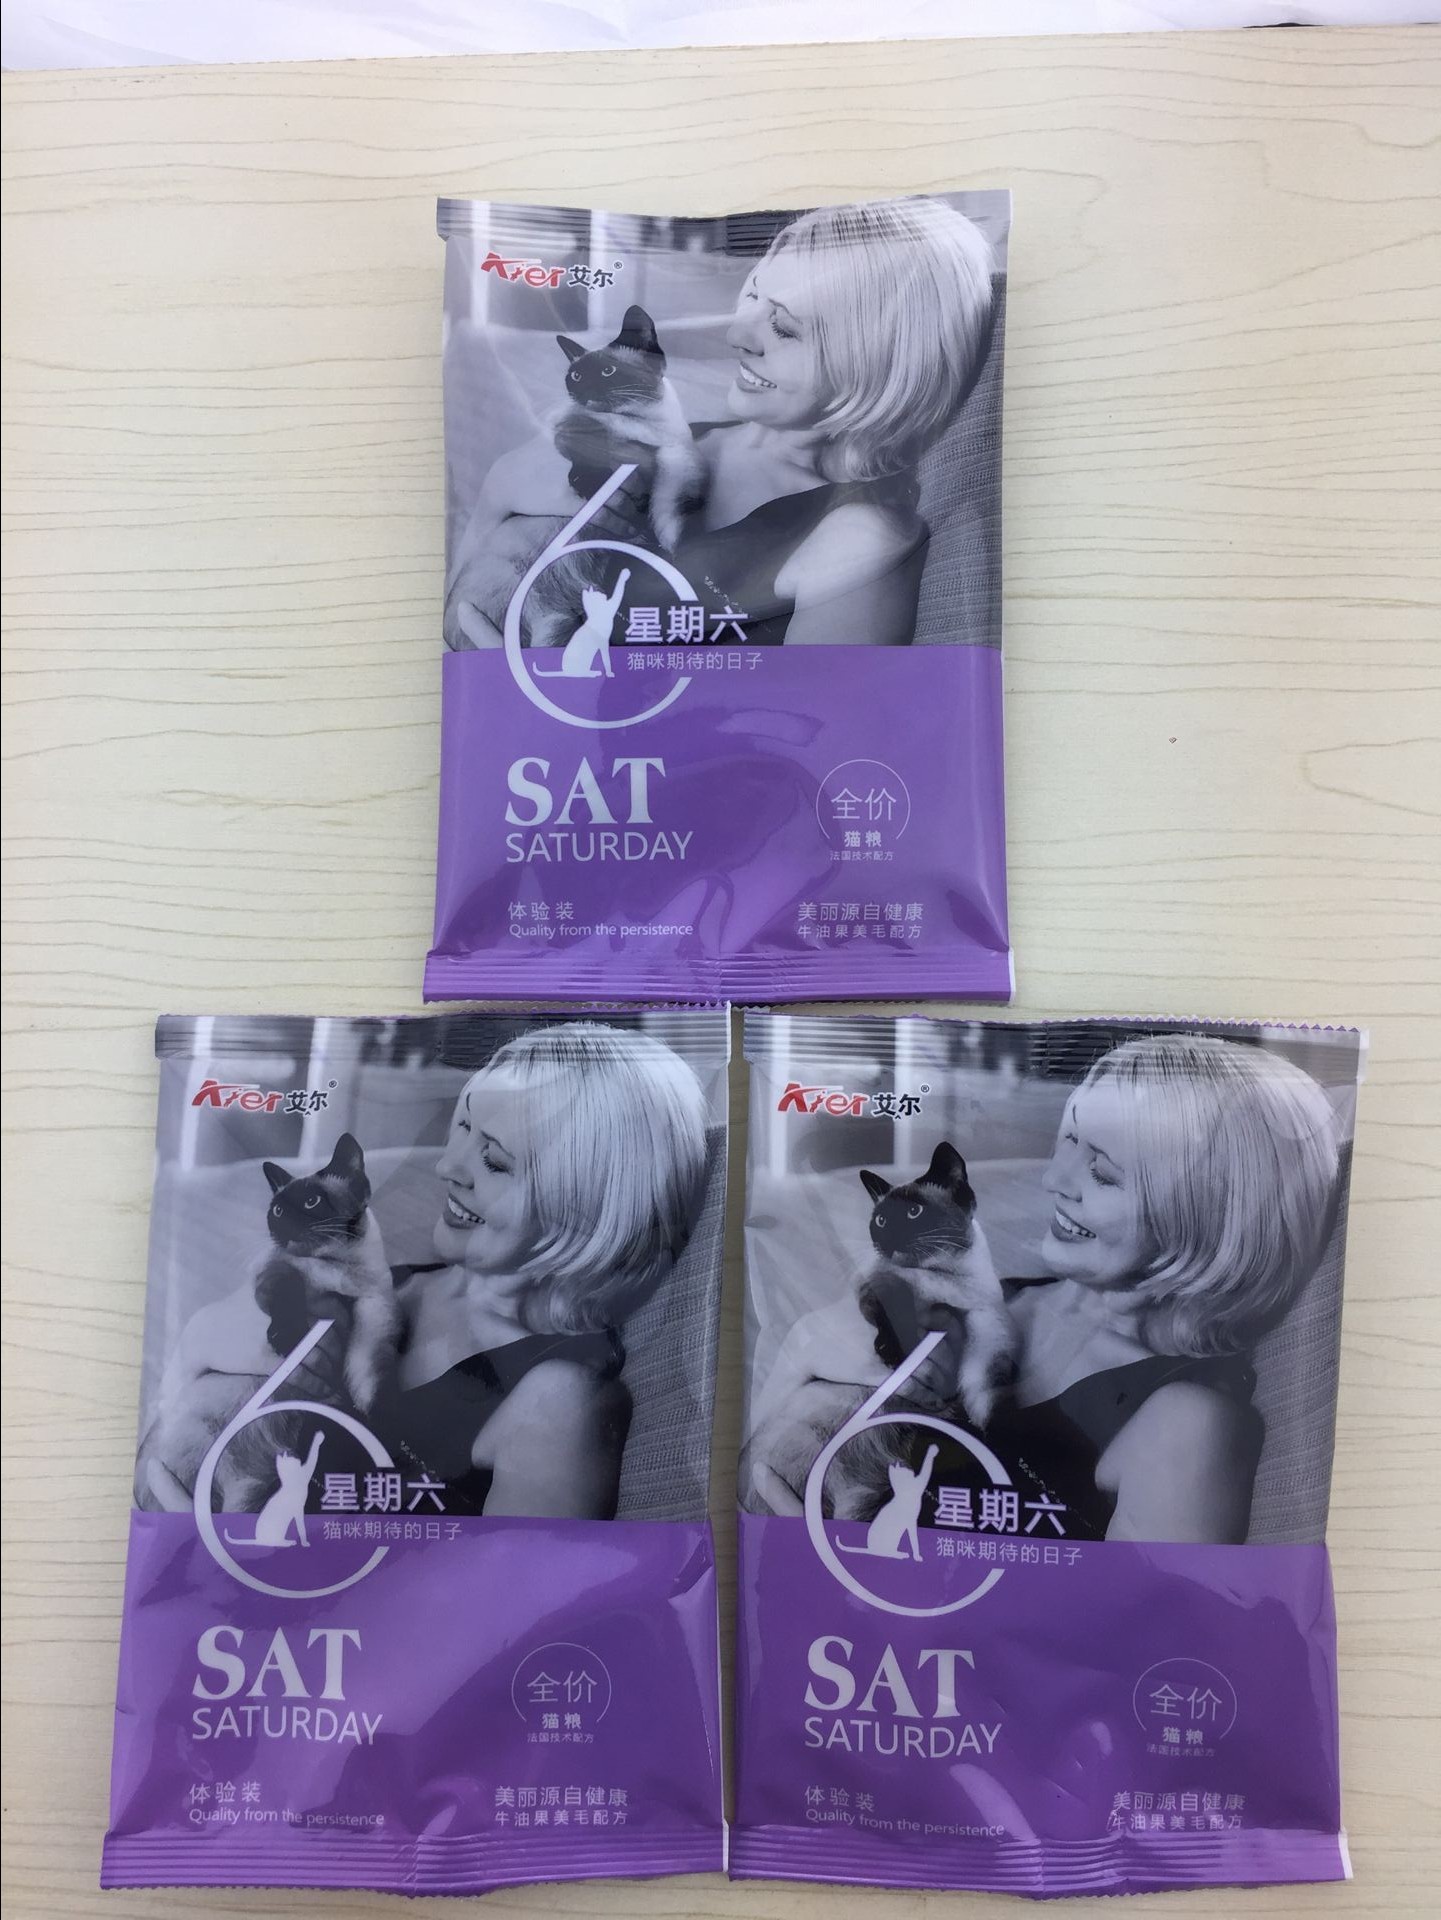 Kier 艾尔®
6
星期六
猫咪期待的日子
SAT
SATURDAY
全价
猫粮
法国技术配方
体验装
Quality from the persistence
美丽源自健康
牛油果美毛配方
Kier 艾尔®
6
星期六
猫咪期待的日子
SAT
SATURDAY
全价
猫粮
法国技术配方
体验装
Quality from the persistence
美丽源自健康
牛油果美毛配方
Kier 艾尔®
6
星期六
猫咪期待的日子
SAT
SATURDAY
全价
猫粮
法国技术配方
体验装
Quality from the persistence
美丽源自健康
牛油果美毛配方